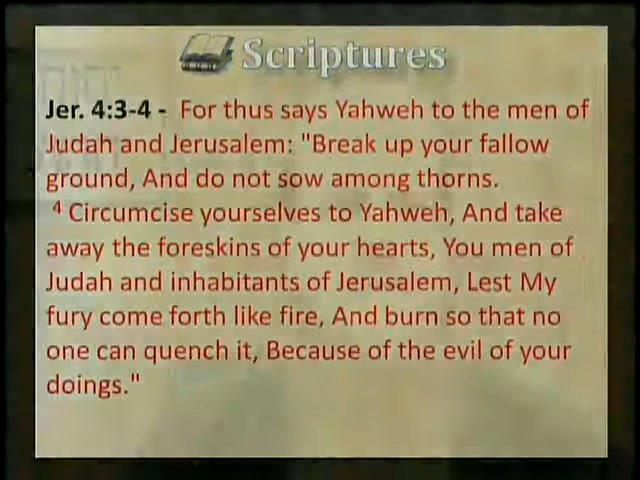 Scriptures
Jer. 4:3-4 - For thus says Yahweh to the men of
Judah and Jerusalem: "Break up your fallow
ground, And do not sow among thorns.
4 Circumcise yourselves to Yahweh, And take
away the foreskins of your hearts, You men of
Judah and inhabitants of Jerusalem, Lest My
fury come forth like fire, And burn so that no
one can quench it, Because of the evil of your
doings."